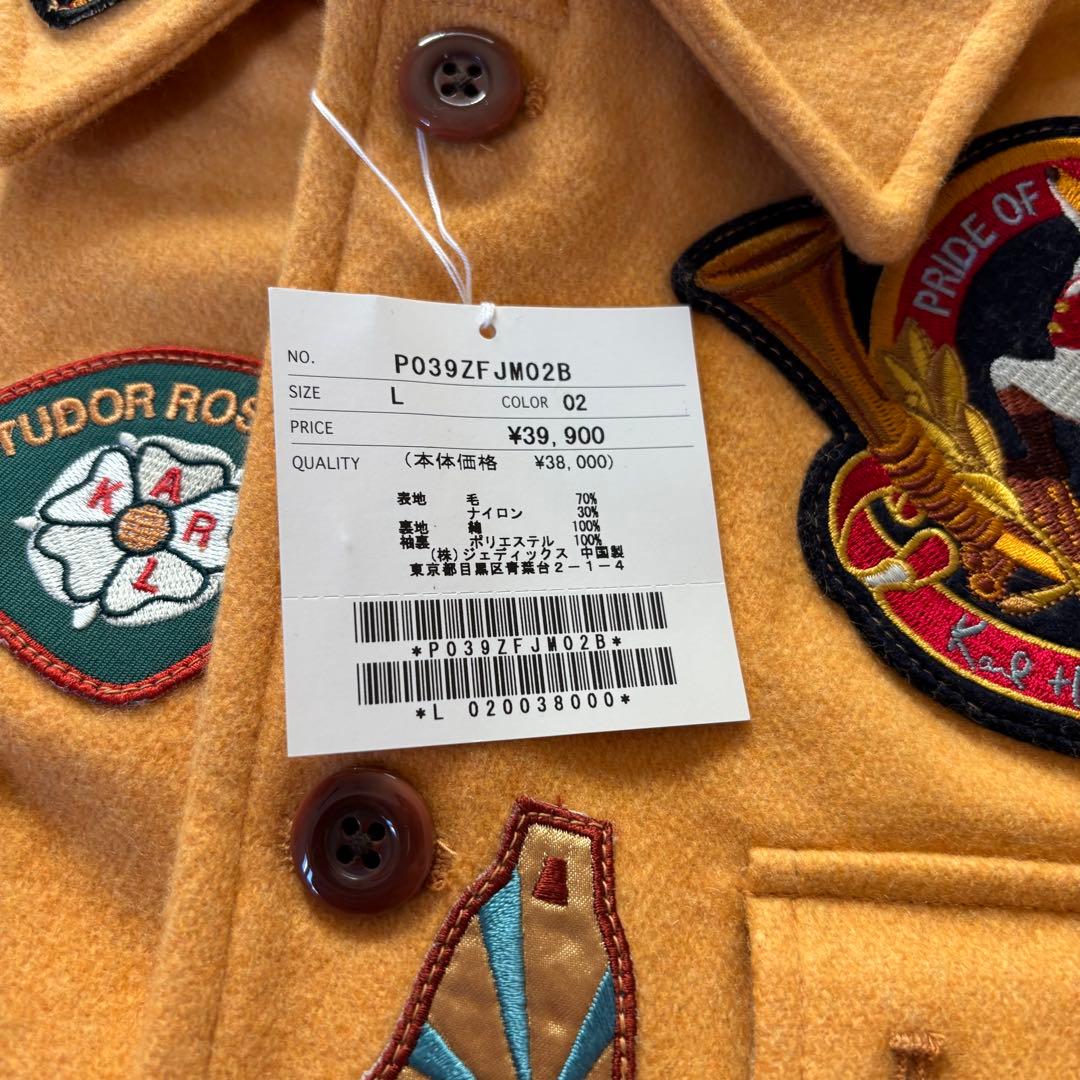 PRIDE OF
TUDOR ROS
K A R L
NO. P039ZFJM02B
SIZE L COLOR 02
PRICE ¥39,900
QUALITY (本体価格 ¥38,000)
表地 毛 70%
ナイロン 30%
裏地 綿 100%
袖裏 ポリエステル 100%
(株)ジェディックス 中国製
東京都目黒区青葉台2-1-4
*P039ZFJM02B*
*L 020038000*
Karl H